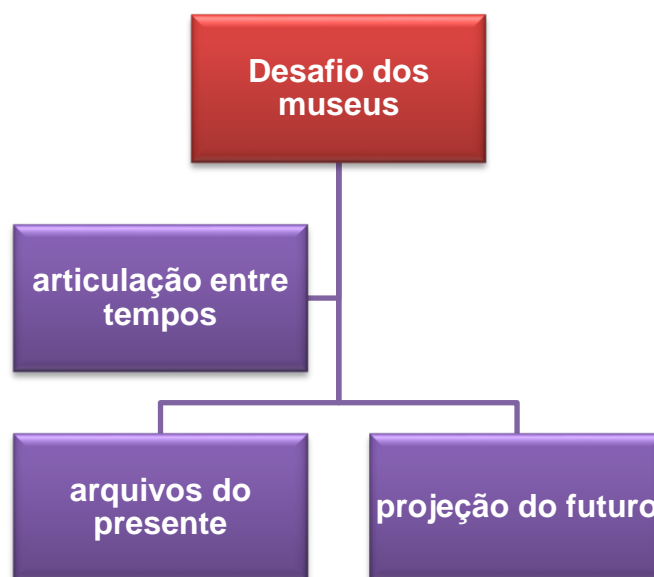 Desafio dos
museus
articulação entre
tempos
arquivos do
presente
projeção do futuro